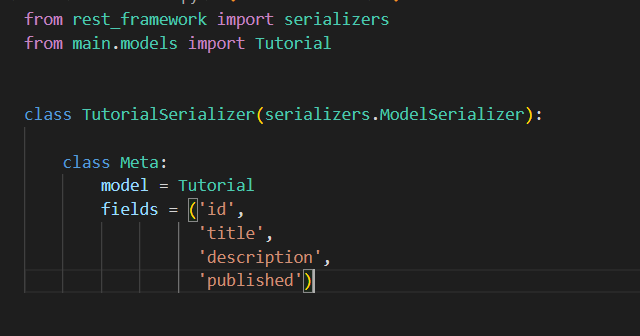 from rest_framework import serializers
from main.models import Tutorial
class TutorialSerializer(serializers.ModelSerializer):
class Meta:
model = Tutorial
fields = ('id',
'title',
'description',
'published')